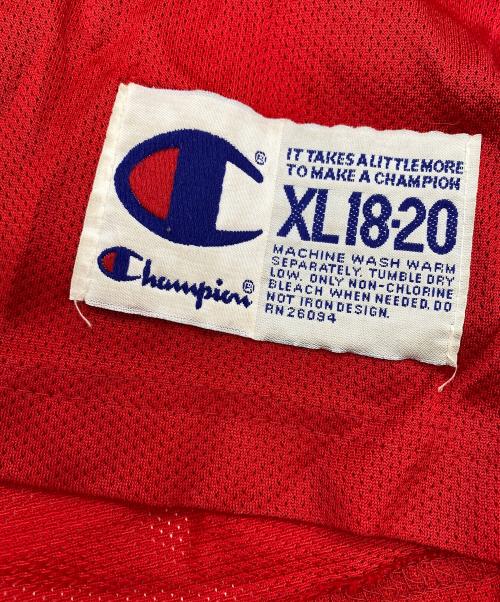 ®
IT TAKES A LITTLE MORE
TO MAKE A CHAMPION
XL 18-20
MACHINE WASH WARM
SEPARATELY. TUMBLE DRY
LOW. ONLY NON-CHLORINE
BLEACH WHEN NEEDED. DO
NOT IRON DESIGN.
RN 26094
Champion®